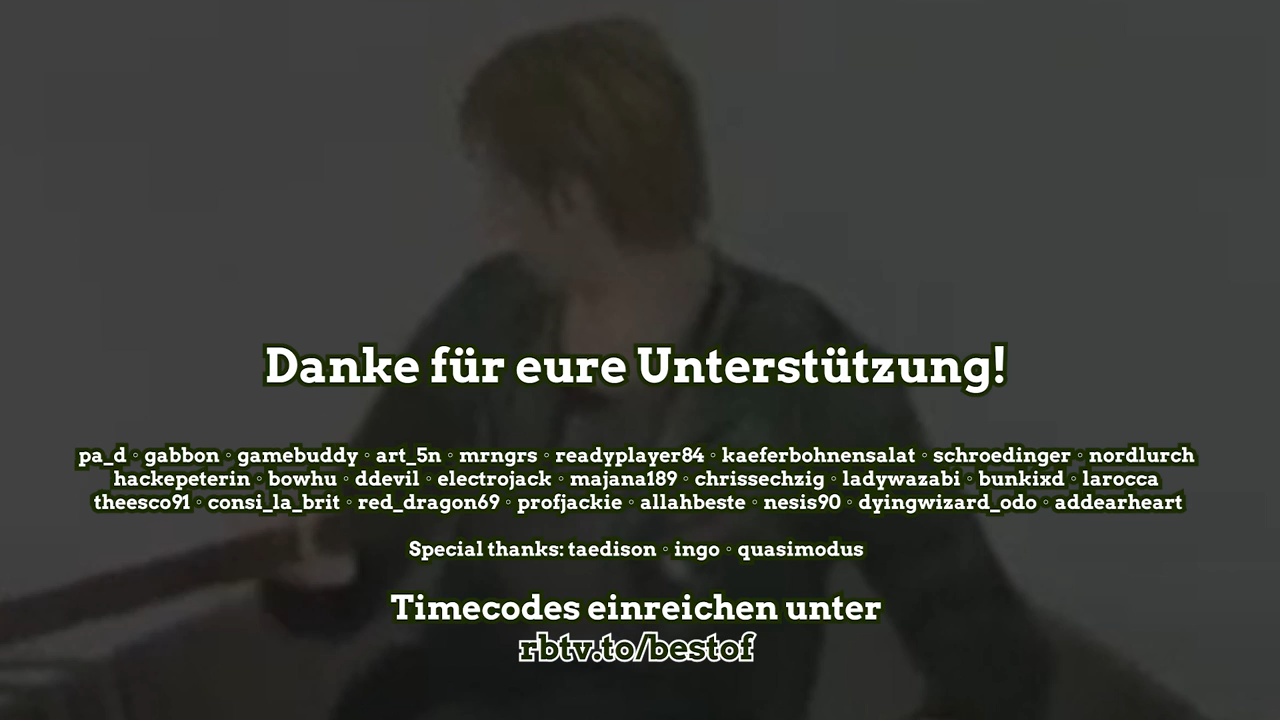 Danke für eure Unterstützung!
pa_d ◦ gabbon ◦ gamebuddy ◦ art_5n ◦ mrngrs ◦ readyplayer84 ◦ kaeferbohnensalat ◦ schroedinger ◦ nordlurch
hackepeterin ◦ bowhu ◦ ddevil ◦ electrojack ◦ majana189 ◦ chrissechzig ◦ ladywazabi ◦ bunkixd ◦ larocca
theesco91 ◦ consi_la_brit ◦ red_dragon69 ◦ profjackie ◦ allahbeste ◦ nesis90 ◦ dyingwizard_odo ◦ addearheart
Special thanks: taedison ◦ ingo ◦ quasimodus
Timecodes einreichen unter
rbtv.to/bestof